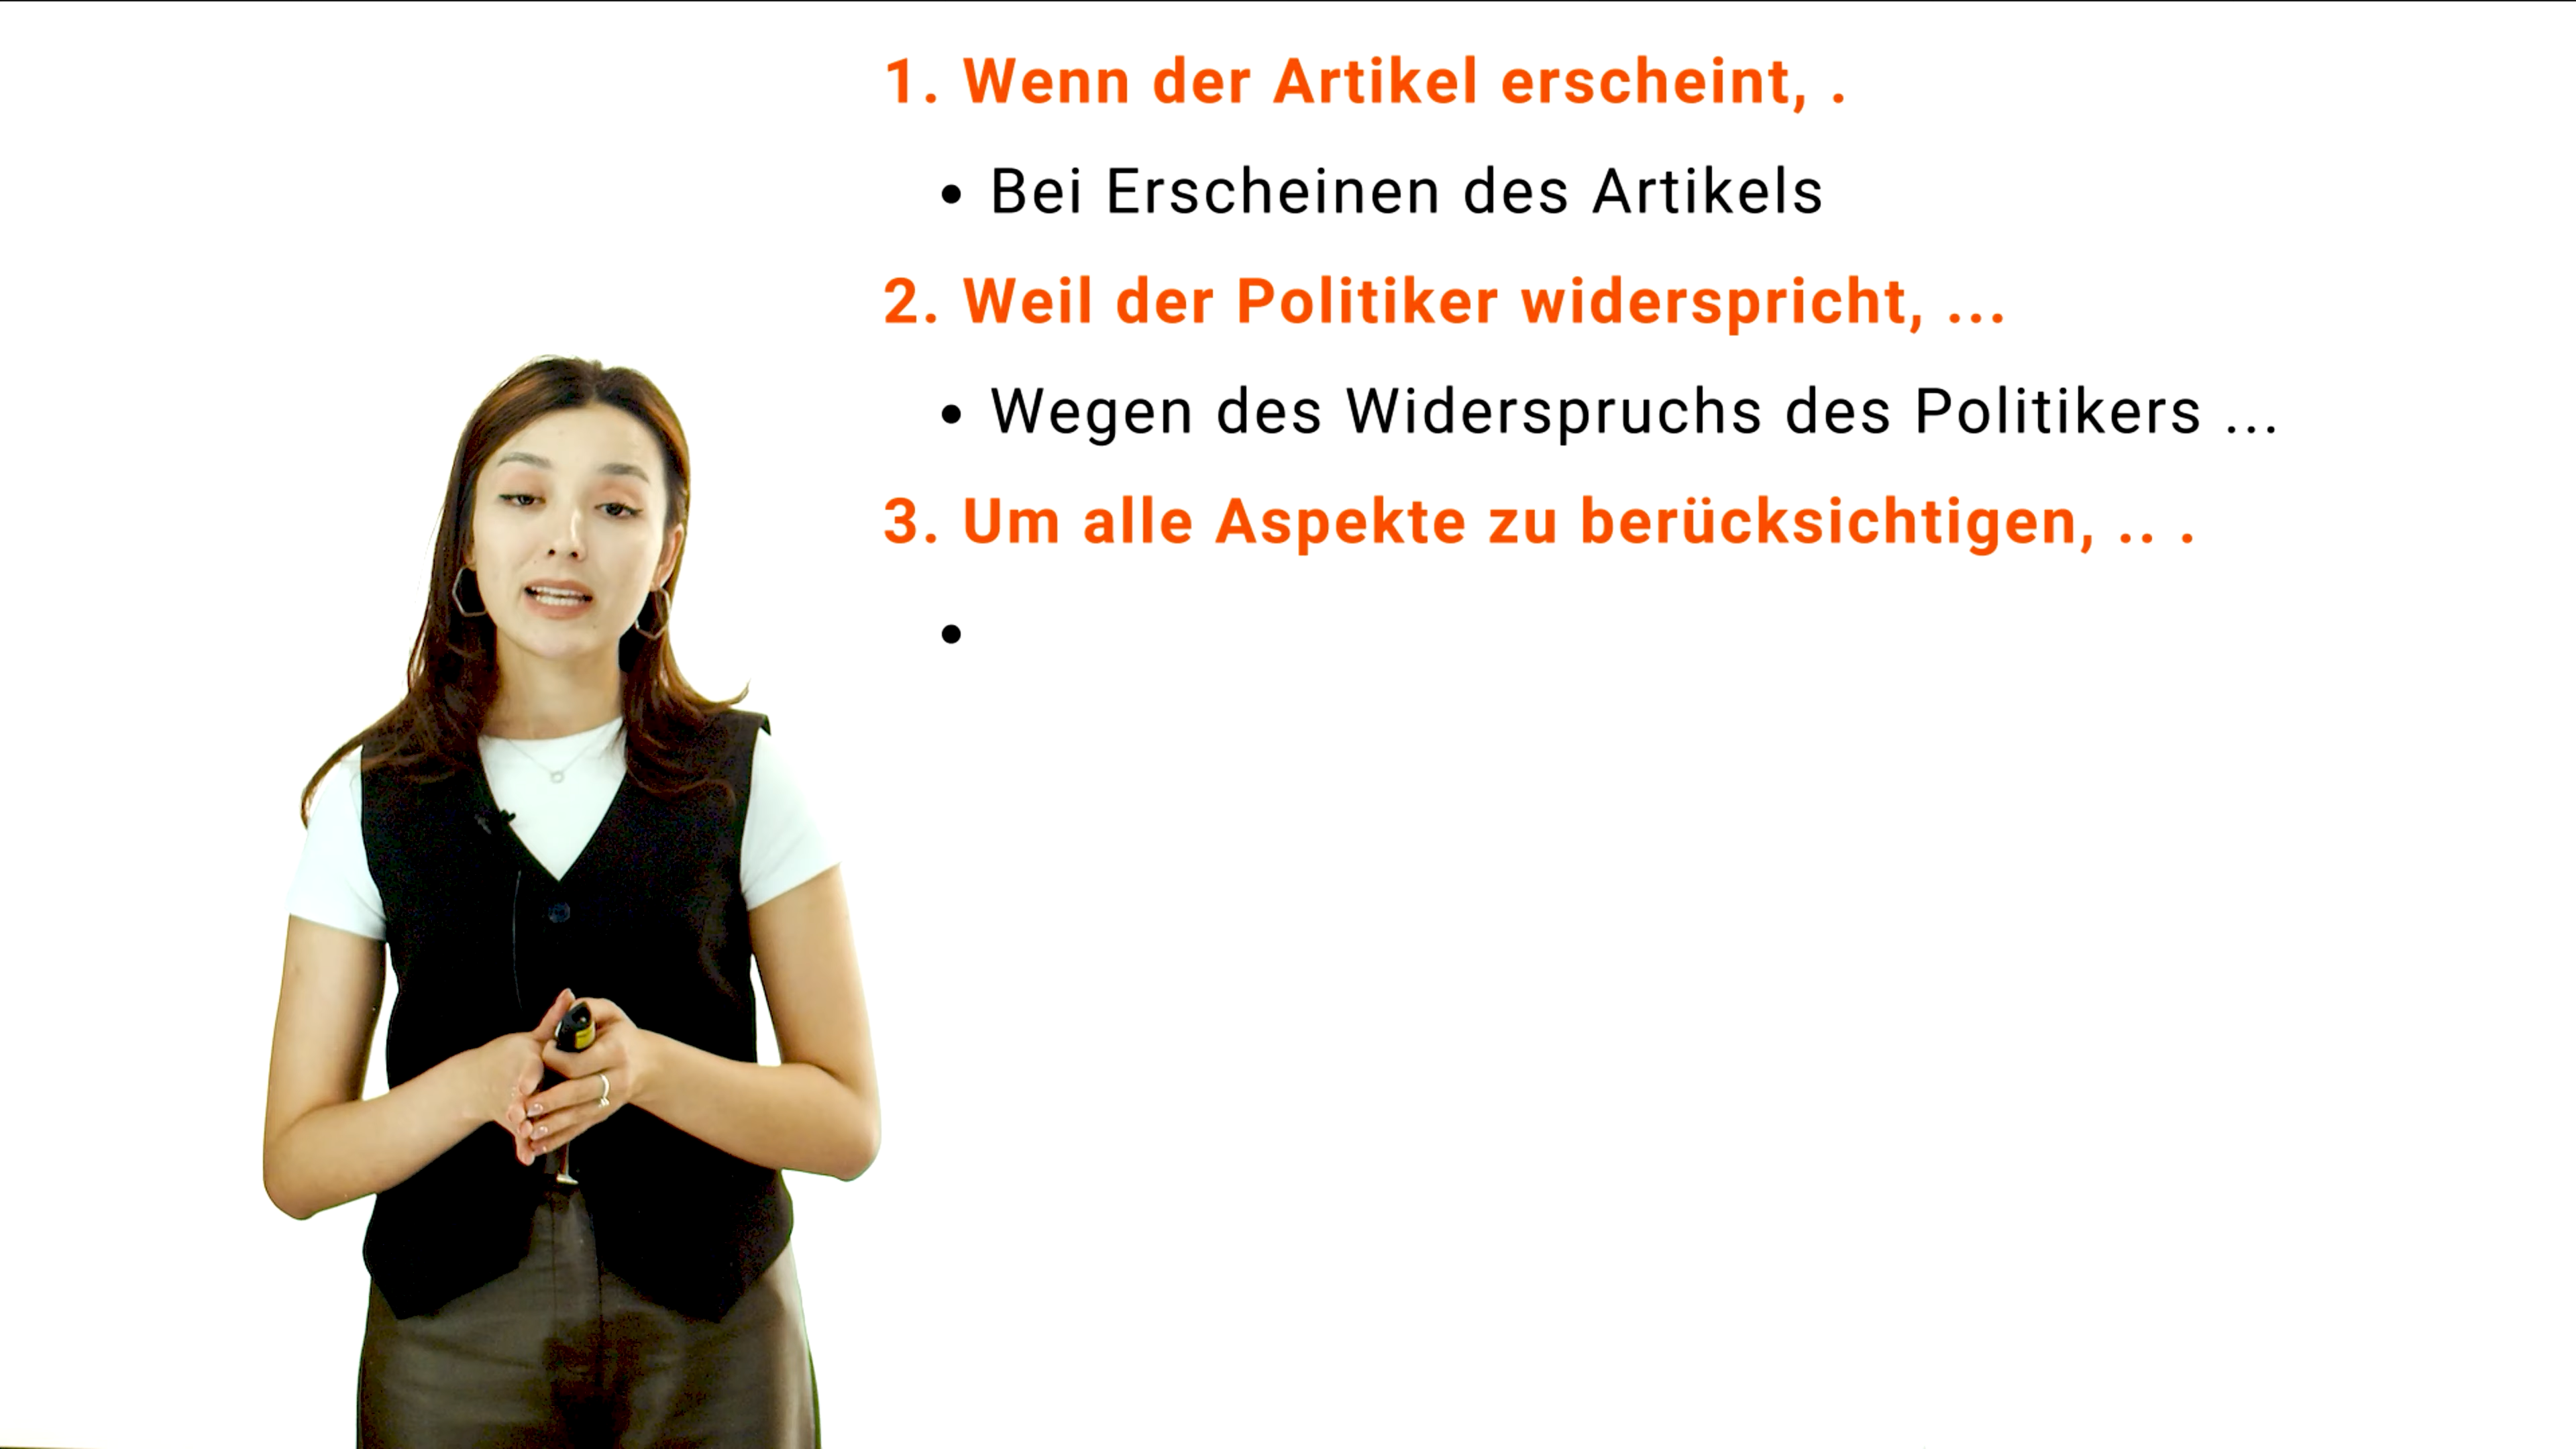 1. Wenn der Artikel erscheint, .
• Bei Erscheinen des Artikels
2. Weil der Politiker widerspricht, ...
• Wegen des Widerspruchs des Politikers ...
3. Um alle Aspekte zu berücksichtigen, .. .
•